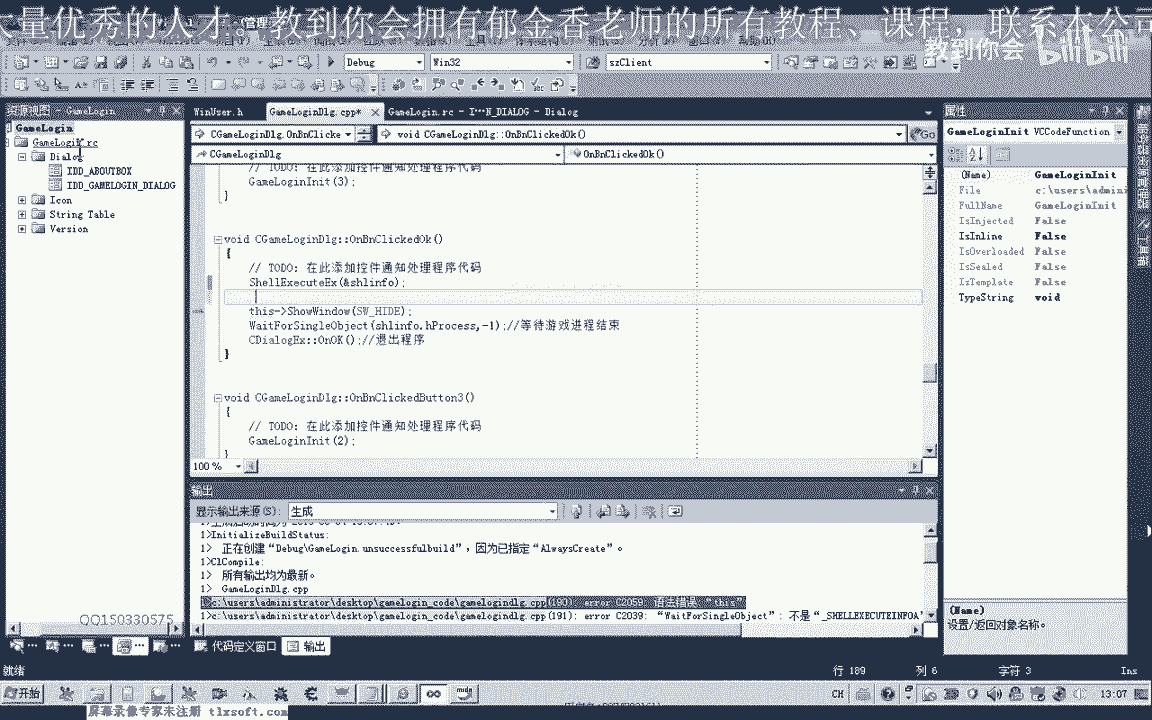 大量优秀的人才。教到你会拥有郁金香老师的所有教程、课程，联系本公司
教到你会 bilibili
Debug
Win32
szClient
资源视图 - GameLogin
WinUser.h
GameLoginDlg.cpp*
GameLogin.rc - I...N_DIALOG - Dialog
属性
GameLogin
GameLogin.rc
Dialog
IDD_ABOUTBOX
IDD_GAMELOGIN_DIALOG
Icon
String Table
Version
CGameLoginDlg.OnBnClicke
void CGameLoginDlg::OnBnClickedOk()
Go
CGameLoginDlg
OnBnClickedOk()
// TODO: 在此添加控件通知处理程序代码
GameLoginInit(3);
}
void CGameLoginDlg::OnBnClickedOk()
{
// TODO: 在此添加控件通知处理程序代码
ShellExecuteEx(&shlinfo);
this->ShowWindow(SW_HIDE);
WaitForSingleObject(shlinfo.hProcess,-1);//等待游戏进程结束
CDialogEx::OnOK();//退出程序
}
void CGameLoginDlg::OnBnClickedButton3()
{
// TODO: 在此添加控件通知处理程序代码
GameLoginInit(2);
}
100 %
GameLoginInit VCCodeFunction
(Name) GameLoginInit
File c:\users\admini
FullName GameLoginInit
IsInjected False
IsInline False
IsOverloaded False
IsSealed False
IsTemplate False
TypeString void
(Name)
设置/返回对象名称。
输出
显示输出来源(S): 生成
1>InitializeBuildStatus:
1> 正在创建“Debug\GameLogin.unsuccessfulbuild”，因为已指定“AlwaysCreate”。
1>ClCompile:
1> 所有输出均为最新。
1> GameLoginDlg.cpp
1>c:\users\administrator\desktop\gamelogin_code\gamelogindlg.cpp(190): error C2059: 语法错误:“this”
1>c:\users\administrator\desktop\gamelogin_code\gamelogindlg.cpp(191): error C2039: “WaitForSingleObject”: 不是“_SHELLEXECUTEINFOA”
QQ150330575
代码定义窗口
输出
就绪
行 189
列 6
字符 3
Ins
开始
CH
13:07
屏幕录像专家未注册 tlxsoft.com